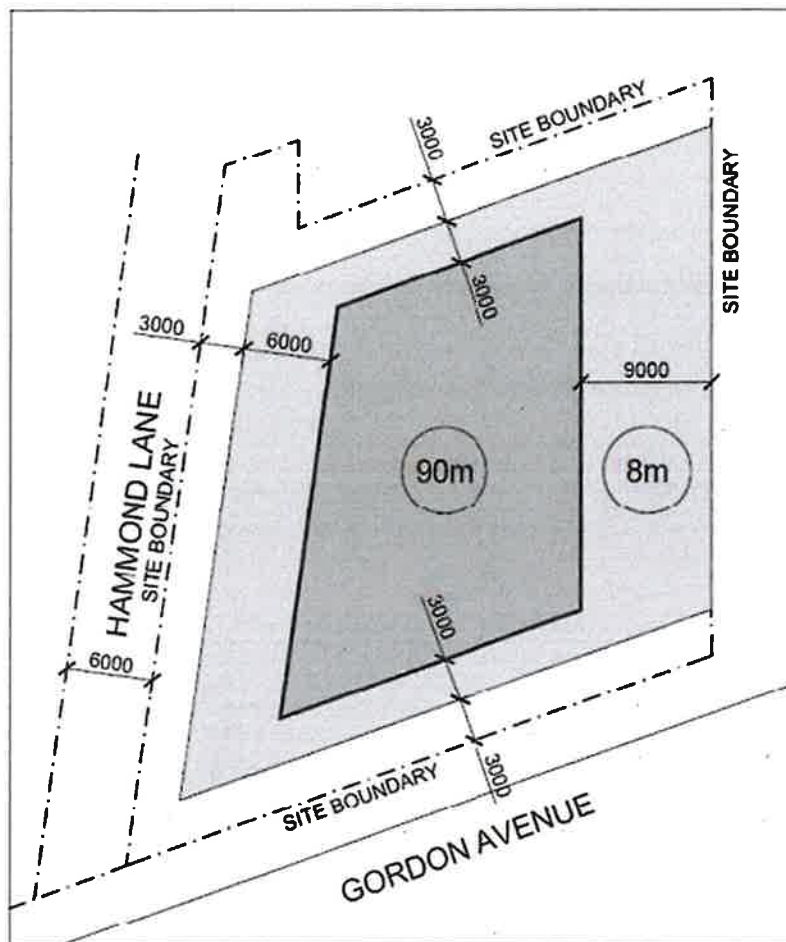 SITE BOUNDARY
3000
SITE BOUNDARY
3000
3000
6000
9000
HAMMOND LANE
SITE BOUNDARY
90m
8m
3000
6000
3000
SITE BOUNDARY
GORDON AVENUE